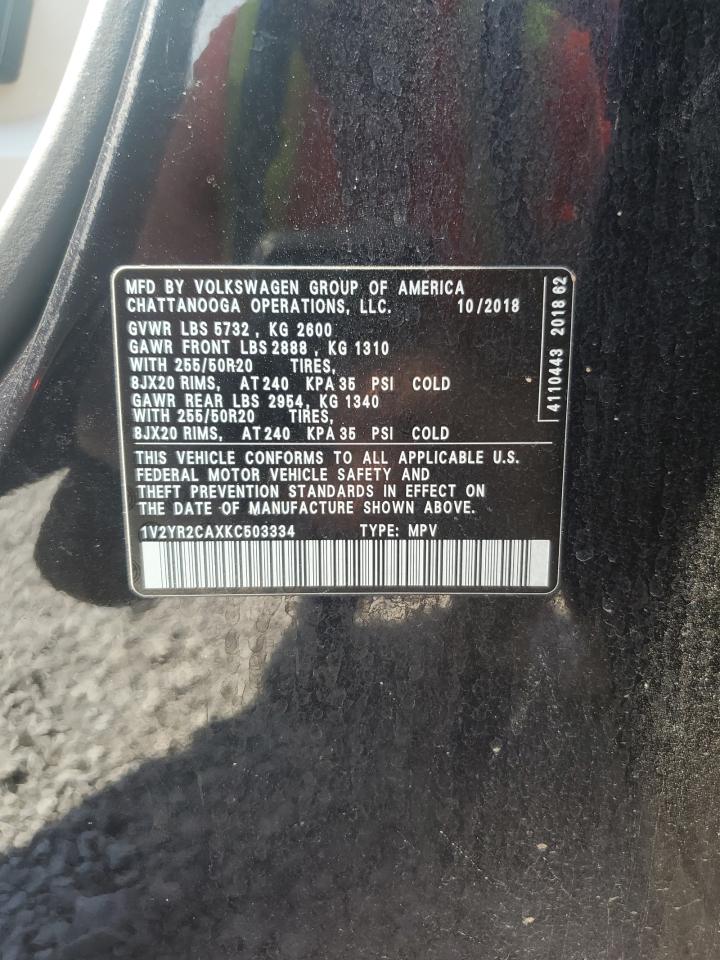 MFD BY VOLKSWAGEN GROUP OF AMERICA
CHATTANOOGA OPERATIONS, LLC. 10/2018
GVWR LBS 5732 , KG 2600
GAWR FRONT LBS 2888 , KG 1310
WITH 255/50R20 TIRES,
8JX20 RIMS, AT 240 KPA 35 PSI COLD
GAWR REAR LBS 2954, KG 1340
WITH 255/50R20 TIRES,
8JX20 RIMS, AT 240 KPA 35 PSI COLD
4110443 2018 62
THIS VEHICLE CONFORMS TO ALL APPLICABLE U.S.
FEDERAL MOTOR VEHICLE SAFETY AND
THEFT PREVENTION STANDARDS IN EFFECT ON
THE DATE OF MANUFACTURE SHOWN ABOVE.
1V2YR2CAXKC503334 TYPE: MPV